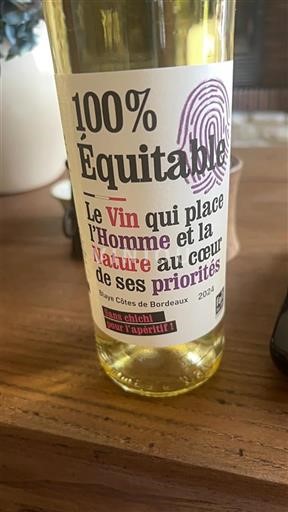 100%
Équitable
Le Vin qui place
l'Homme et la
Nature au cœur
de ses priorités
Blaye Côtes de Bordeaux 2024
Sans chichi
pour l'apéritif !